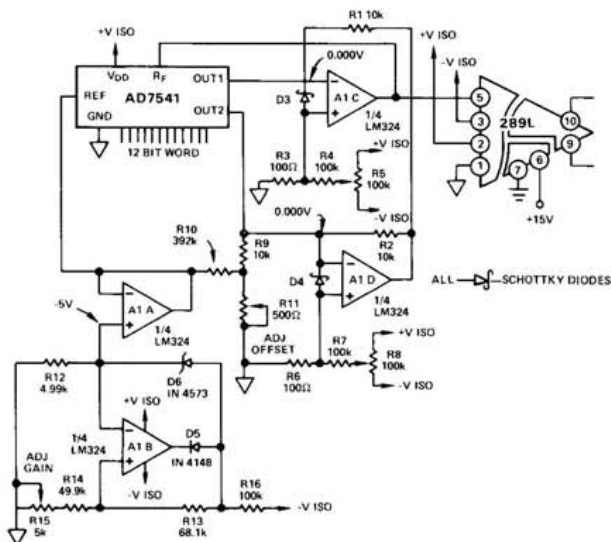 +V ISO
R1 10k
0.000V
+V ISO
-V ISO
VDD
RF
OUT1
REF
AD7541
OUT2
GND
12 BIT WORD
D3
A1 C
1/4
LM324
5
3
2
1
289L
10
9
7
6
+15V
R3
100Ω
R4
100k
+V ISO
R5
100k
-V ISO
0.000V
R10
392k
R9
10k
R2
10k
D4
A1 D
1/4
LM324
ALL
SCHOTTKY DIODES
A1 A
-5V
1/4
LM324
R11
500Ω
ADJ
OFFSET
R6
100Ω
R7
100k
+V ISO
R8
100k
-V ISO
R12
4.99k
D6
IN 4573
+V ISO
1/4
LM324
A1 B
D5
IN 4148
-V ISO
ADJ
GAIN
R14
49.9k
R15
5k
R13
68.1k
R16
100k
-V ISO